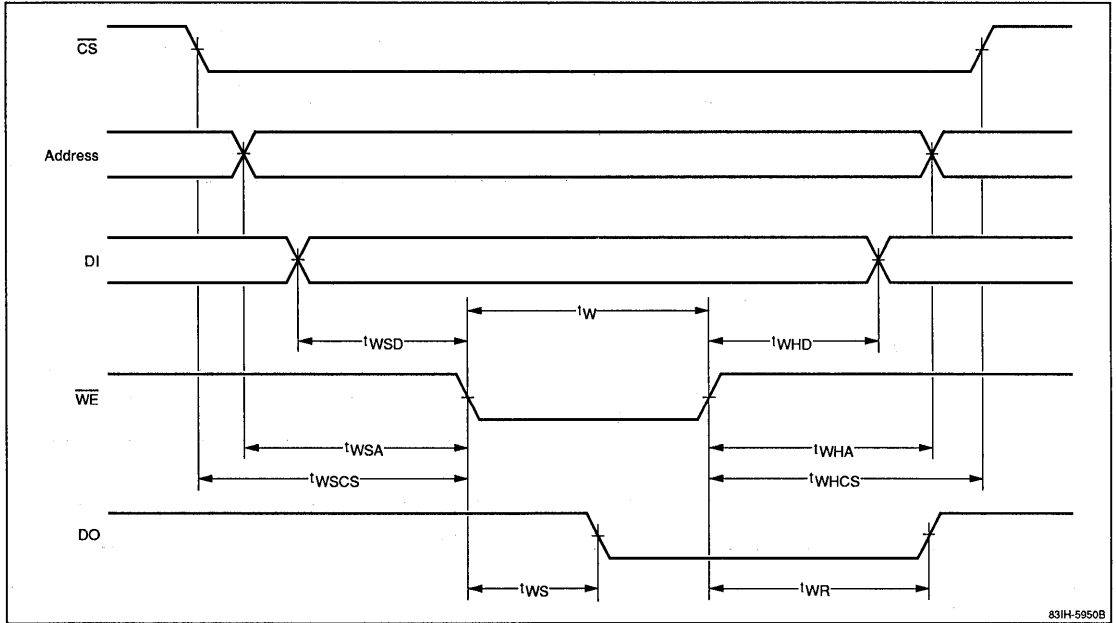 CS
Address
DI
tW
tWSD
tWHD
WE
tWSA
tWHA
tWSCS
tWHCS
DO
tWS
tWR
83IH-5950B